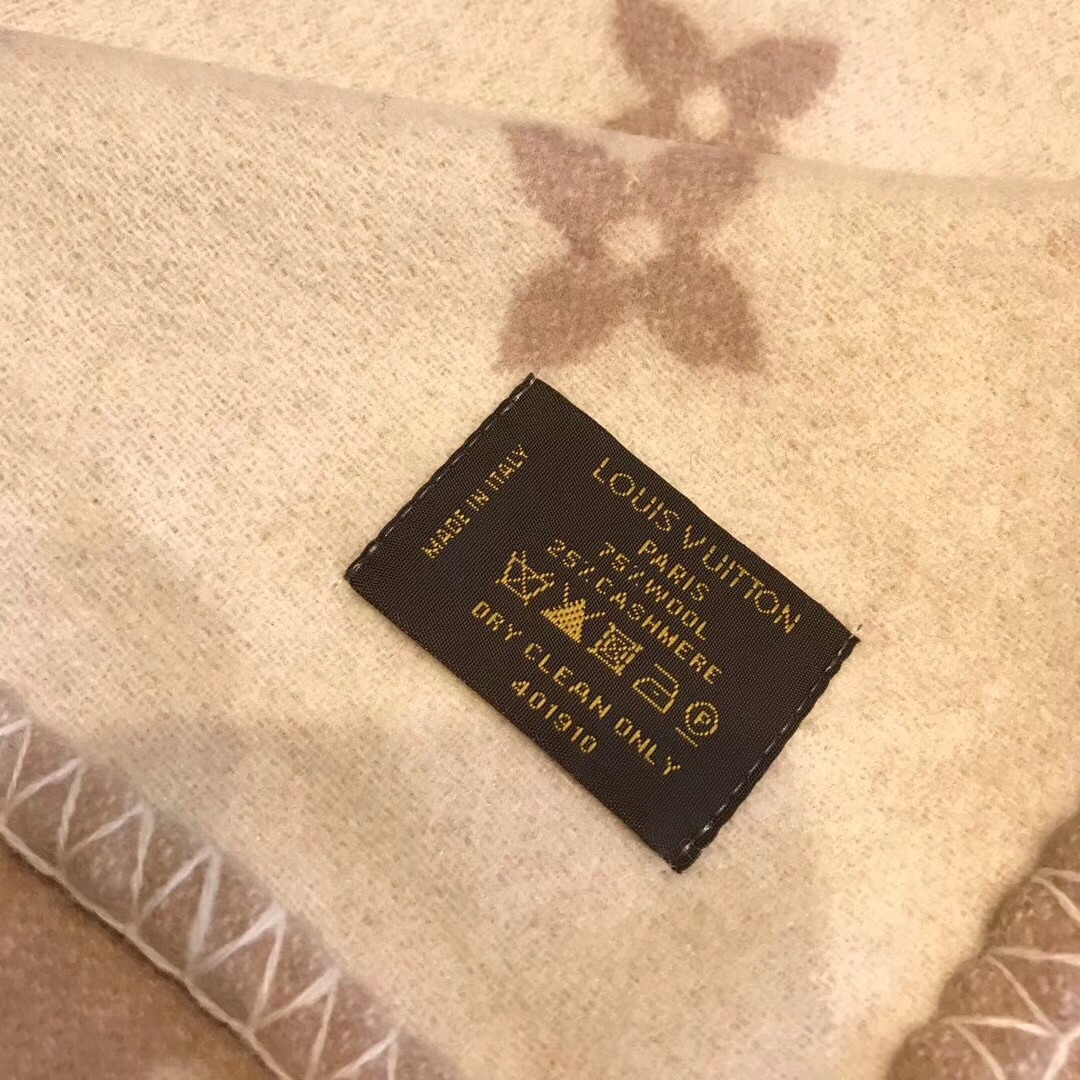 LOUIS VUITTON
PARIS
75% WOOL
25% CASHMERE
P
DRY CLEAN ONLY
401910
MADE IN ITALY